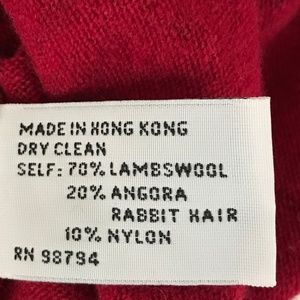 MADE IN HONG KONG
DRY CLEAN
SELF: 70% LAMBSWOOL
20% ANGORA
RABBIT HAIR
10% NYLON
RN 98794